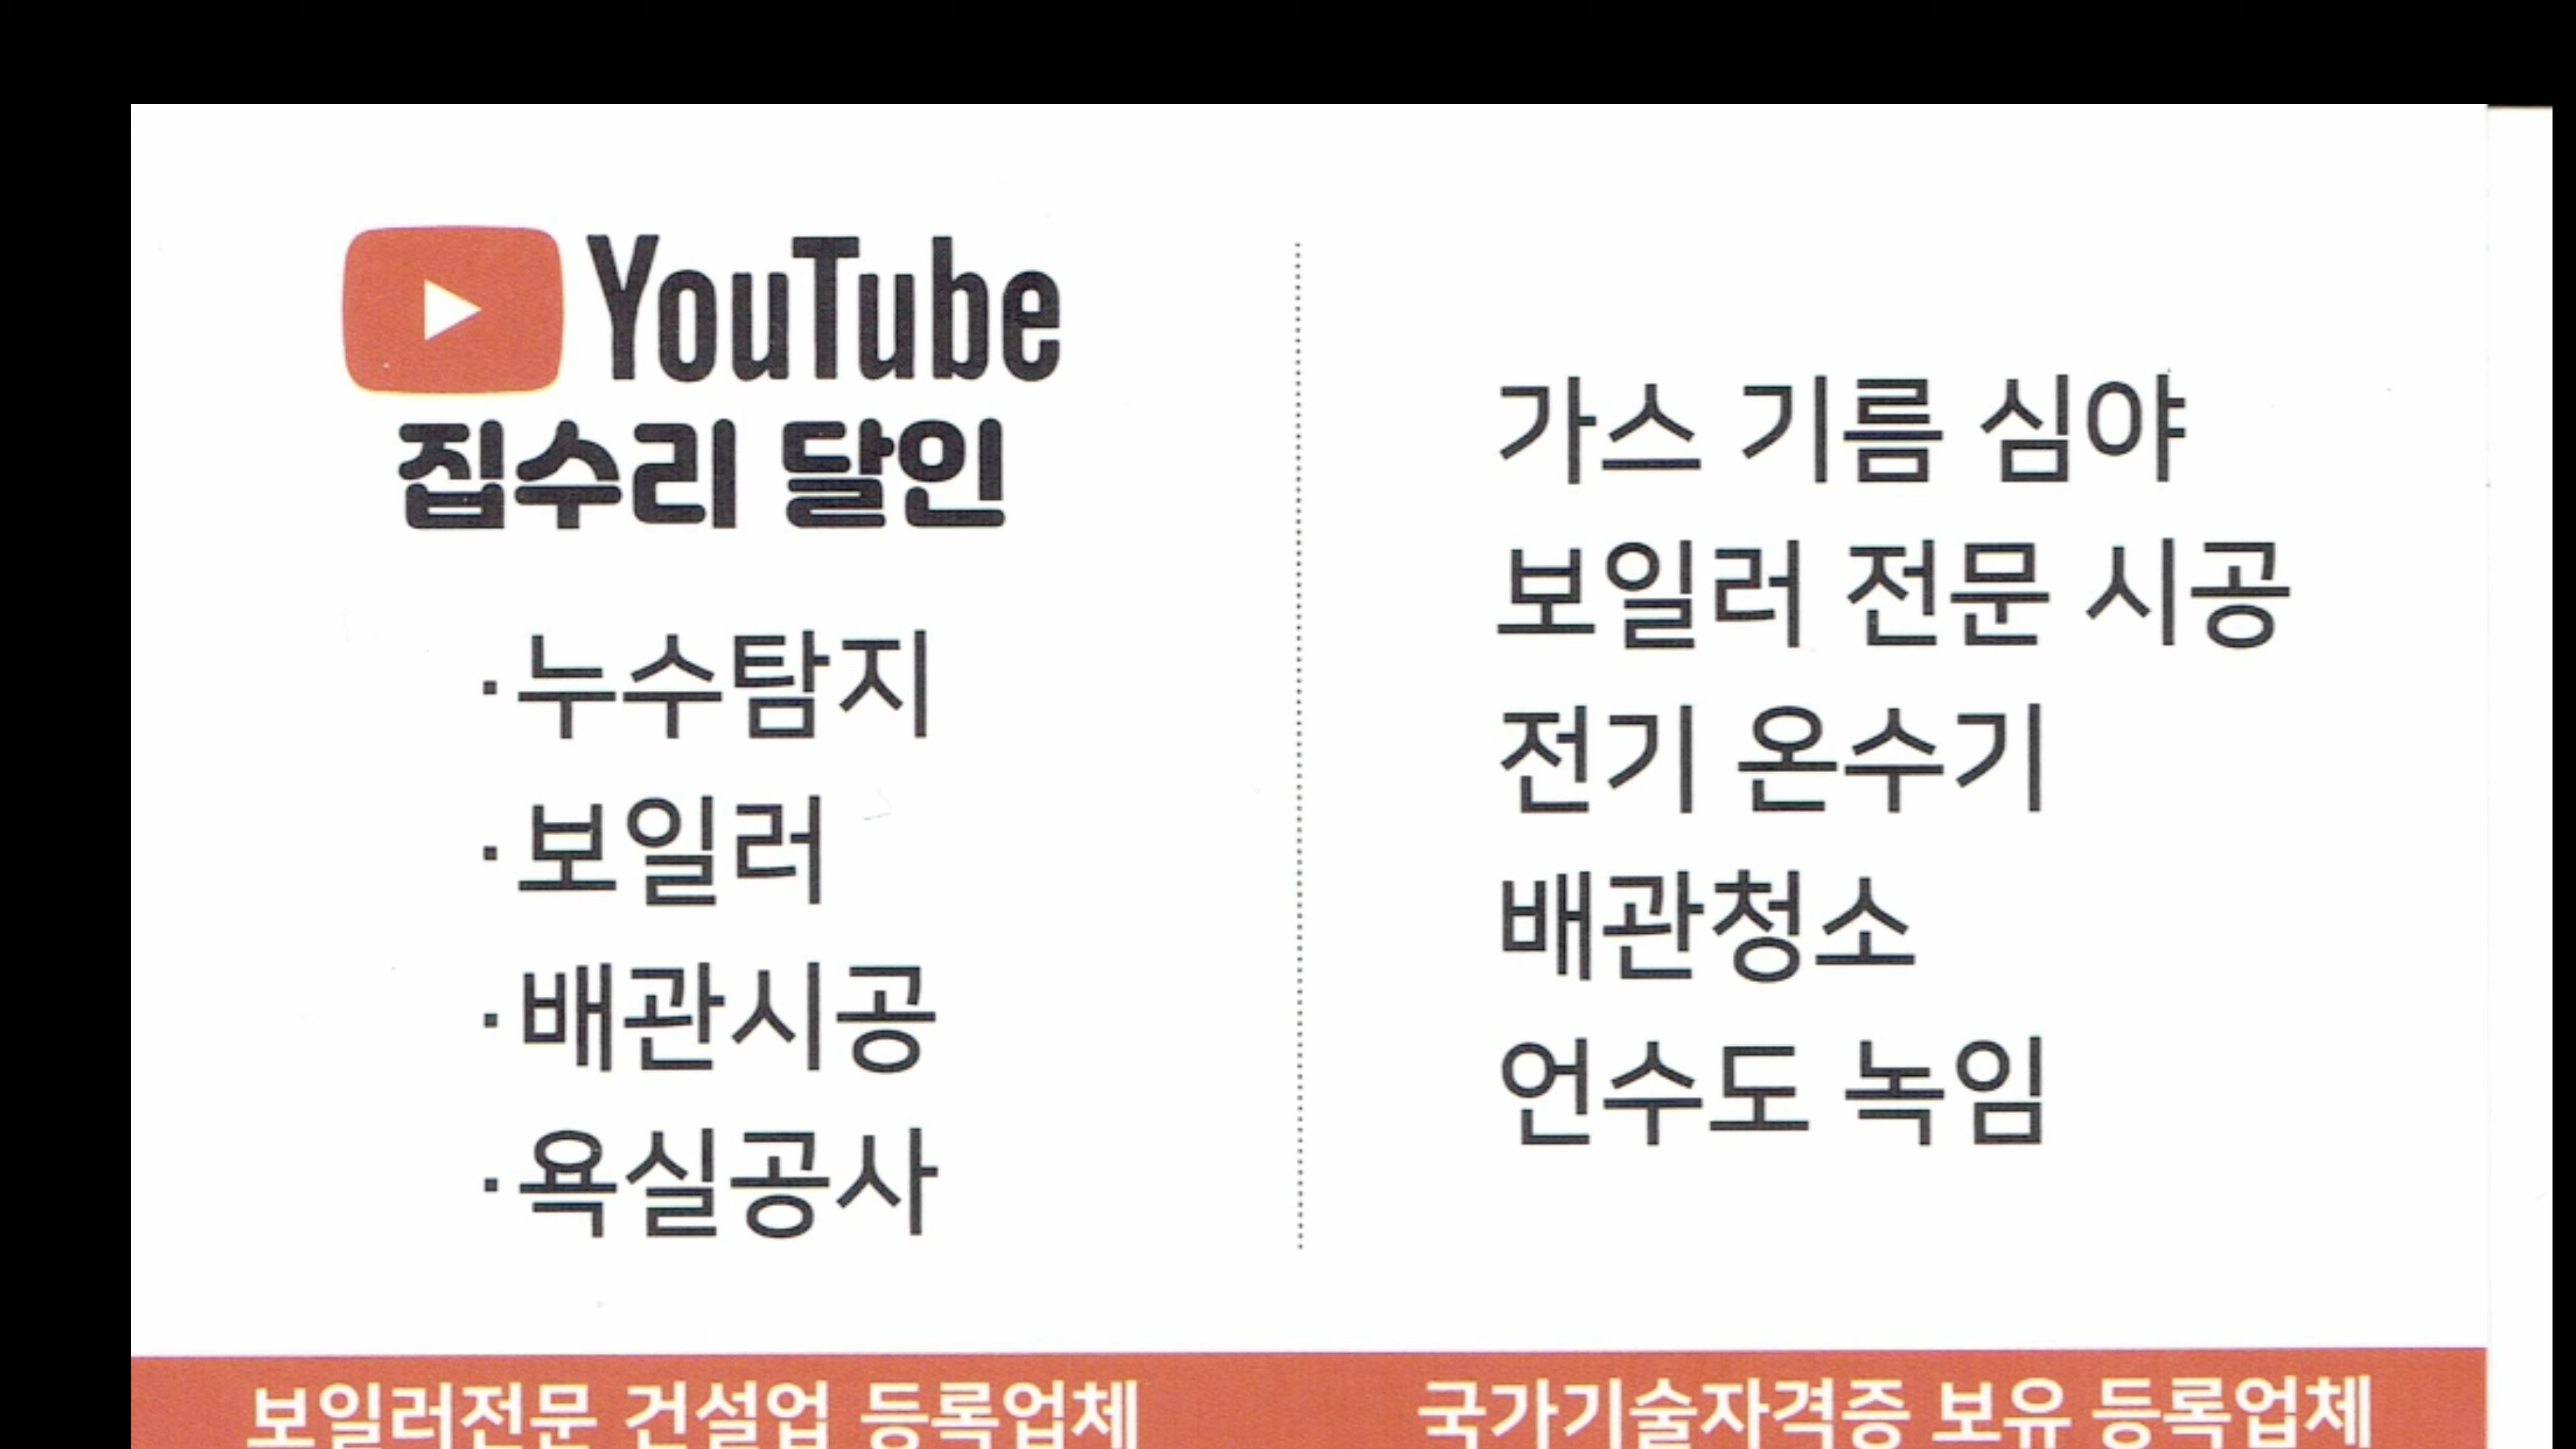 YouTube
집수리 달인
·누수탐지
·보일러
·배관시공
·욕실공사
가스 기름 심야
보일러 전문 시공
전기 온수기
배관청소
언수도 녹임
보일러전문 건설업 등록업체
국가기술자격증 보유 등록업체